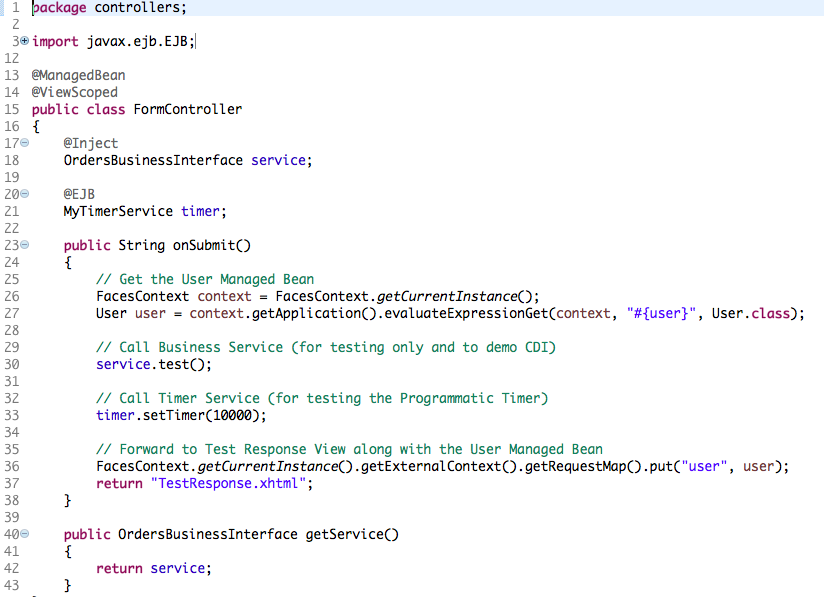 1 package controllers;
2
3 import javax.ejb.EJB;
12
13 @ManagedBean
14 @ViewScoped
15 public class FormController
16 {
17     @Inject
18     OrdersBusinessInterface service;
19
20     @EJB
21     MyTimerService timer;
22
23     public String onSubmit()
24     {
25         // Get the User Managed Bean
26         FacesContext context = FacesContext.getCurrentInstance();
27         User user = context.getApplication().evaluateExpressionGet(context, "#{user}", User.class);
28
29         // Call Business Service (for testing only and to demo CDI)
30         service.test();
31
32         // Call Timer Service (for testing the Programmatic Timer)
33         timer.setTimer(10000);
34
35         // Forward to Test Response View along with the User Managed Bean
36         FacesContext.getCurrentInstance().getExternalContext().getRequestMap().put("user", user);
37         return "TestResponse.xhtml";
38     }
39
40     public OrdersBusinessInterface getService()
41     {
42         return service;
43     }